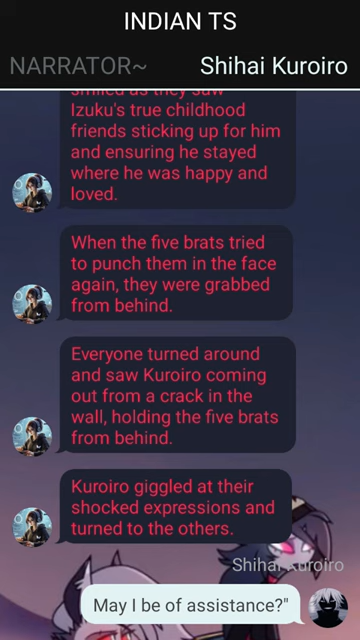 INDIAN TS
NARRATOR~ Shihai Kuroiro
smiled as they saw
Izuku's true childhood
friends sticking up for him
and ensuring he stayed
where he was happy and
loved.
When the five brats tried
to punch them in the face
again, they were grabbed
from behind.
Everyone turned around
and saw Kuroiro coming
out from a crack in the
wall, holding the five brats
from behind.
Kuroiro giggled at their
shocked expressions and
turned to the others.
Shihai Kuroiro
May I be of assistance?"